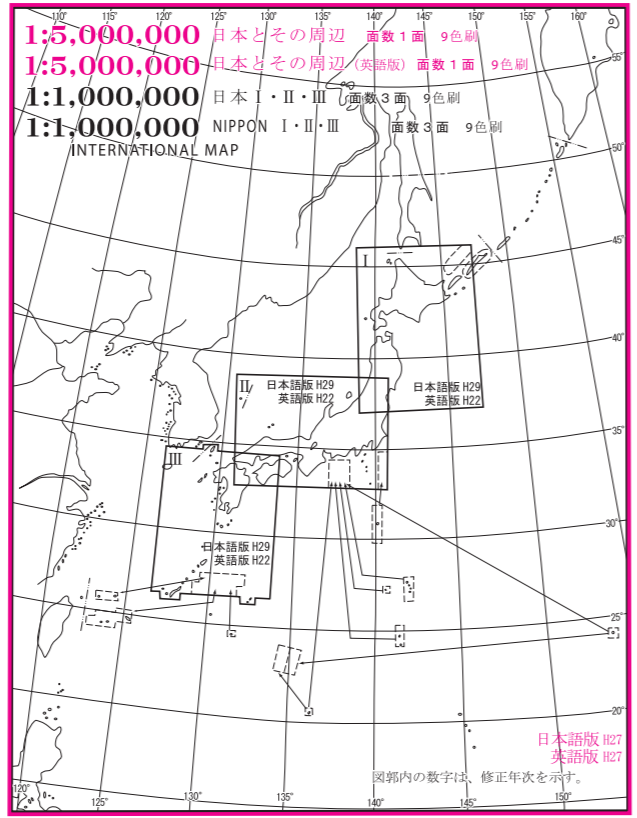 110° 115° 120° 125° 130° 135° 140° 145° 150° 155° 160°
1:5,000,000 日本とその周辺 面数1面 9色刷
1:5,000,000 日本とその周辺(英語版) 面数1面 9色刷
55°
1:1,000,000 日本Ⅰ・Ⅱ・Ⅲ 面数3面 9色刷
1:1,000,000 NIPPON Ⅰ・Ⅱ・Ⅲ 面数3面 9色刷
INTERNATIONAL MAP
50°
45°
Ⅰ
40°
日本語版 H29
英語版 H22
Ⅱ
日本語版 H29
英語版 H22
35°
Ⅲ
30°
日本語版 H29
英語版 H22
25°
20°
日本語版 H27
英語版 H27
図郭内の数字は、修正年次を示す。
120° 125° 130° 135° 140° 145° 150°